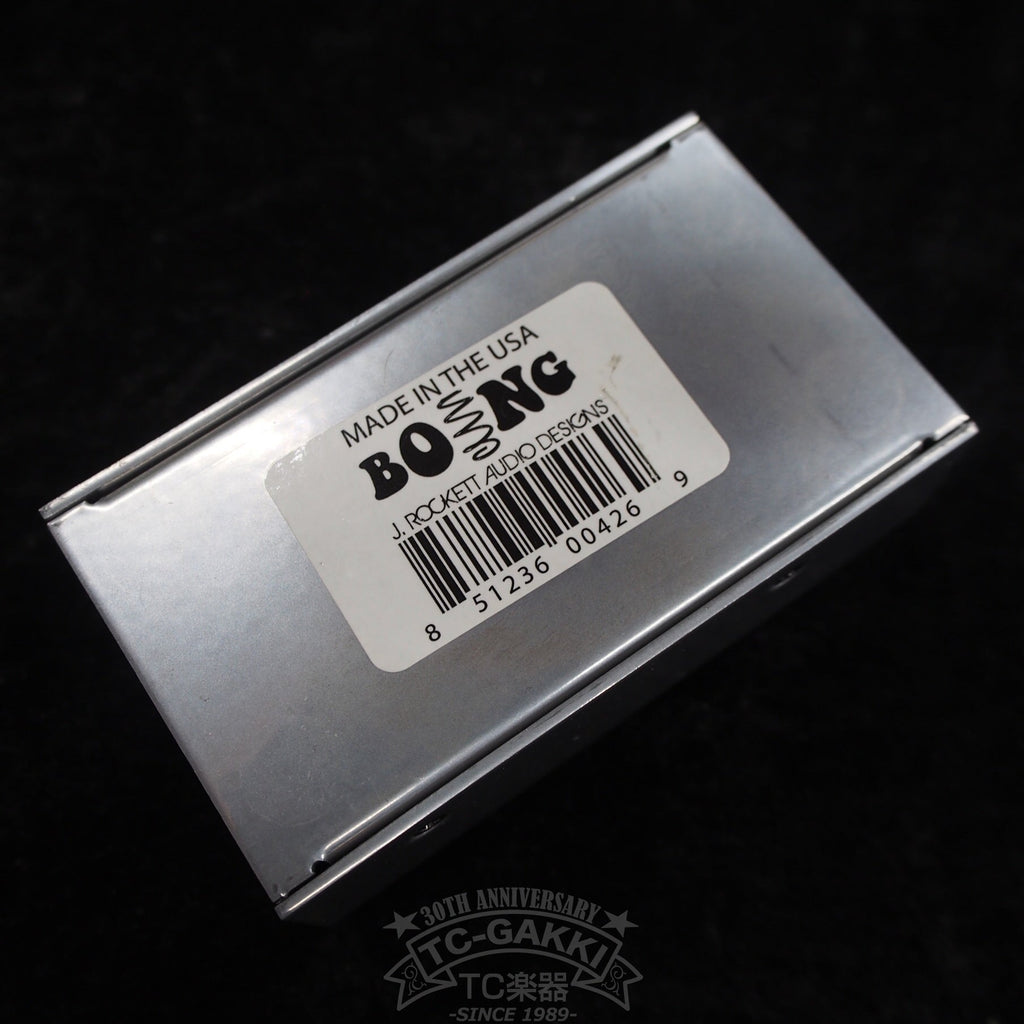 MADE IN THE USA
BOING
J. ROCKETT AUDIO DESIGNS
8 51236 00426 9
30TH ANNIVERSARY
TC-GAKKI
TC楽器
-SINCE 1989-